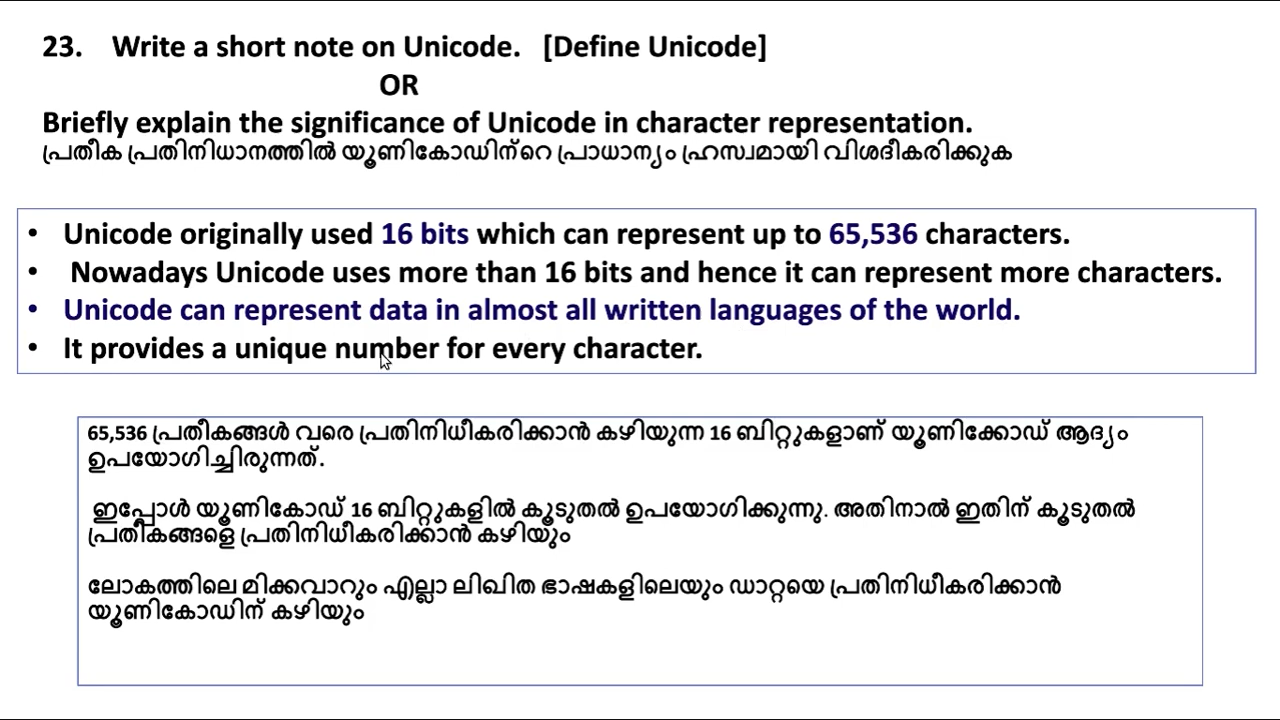 23. Write a short note on Unicode. [Define Unicode]
OR
Briefly explain the significance of Unicode in character representation.
പ്രതീക പ്രതിനിധാനത്തിൽ യൂണികോഡിന്റെ പ്രാധാന്യം ഹ്രസ്വമായി വിശദീകരിക്കുക
• Unicode originally used 16 bits which can represent up to 65,536 characters.
• Nowadays Unicode uses more than 16 bits and hence it can represent more characters.
• Unicode can represent data in almost all written languages of the world.
• It provides a unique number for every character.
65,536 പ്രതീകങ്ങൾ വരെ പ്രതിനിധീകരിക്കാൻ കഴിയുന്ന 16 ബിറ്റുകളാണ് യൂണിക്കോഡ് ആദ്യം
ഉപയോഗിച്ചിരുന്നത്.
ഇപ്പോൾ യൂണികോഡ് 16 ബിറ്റുകളിൽ കൂടുതൽ ഉപയോഗിക്കുന്നു. അതിനാൽ ഇതിന് കൂടുതൽ
പ്രതീകങ്ങളെ പ്രതിനിധീകരിക്കാൻ കഴിയും
ലോകത്തിലെ മിക്കവാറും എല്ലാ ലിഖിത ഭാഷകളിലെയും ഡാറ്റയെ പ്രതിനിധീകരിക്കാൻ
യൂണികോഡിന് കഴിയും